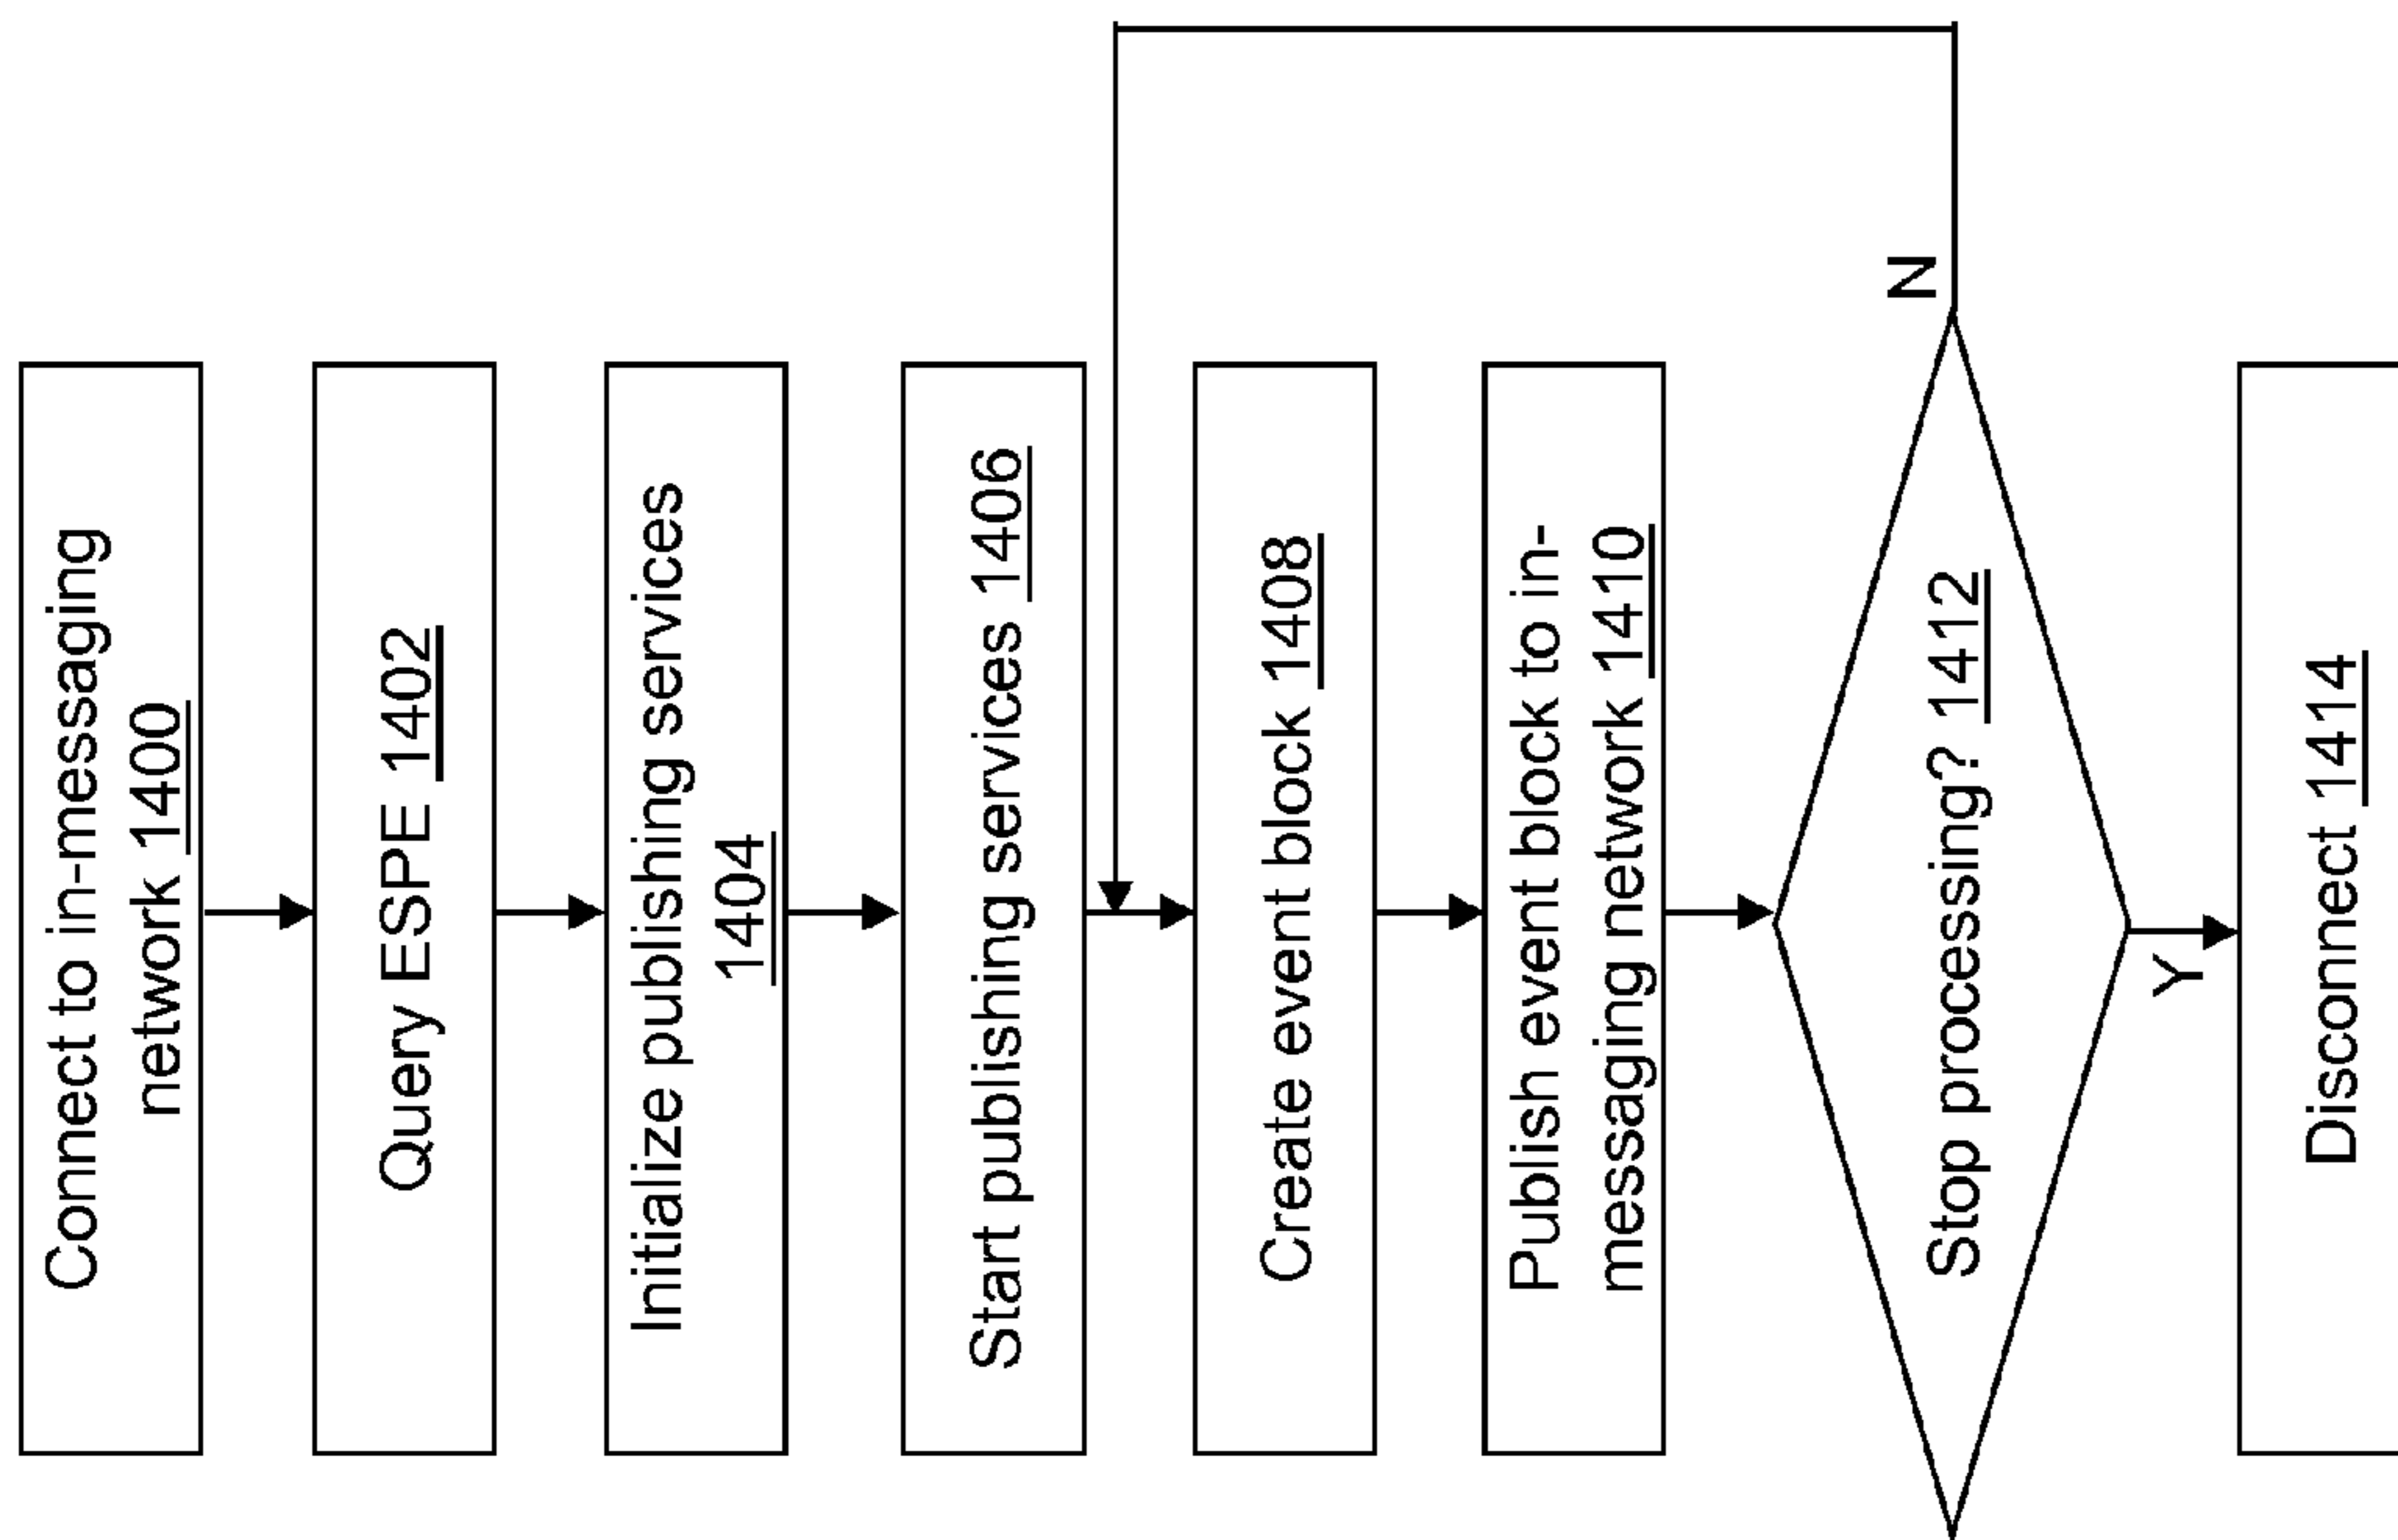 Connect to in-messaging
network 1400
Query ESPE 1402
Initialize publishing services
1404
Start publishing services 1406
Create event block 1408
Publish event block to in-
messaging network 1410
Stop processing? 1412
N
Y
Disconnect 1414